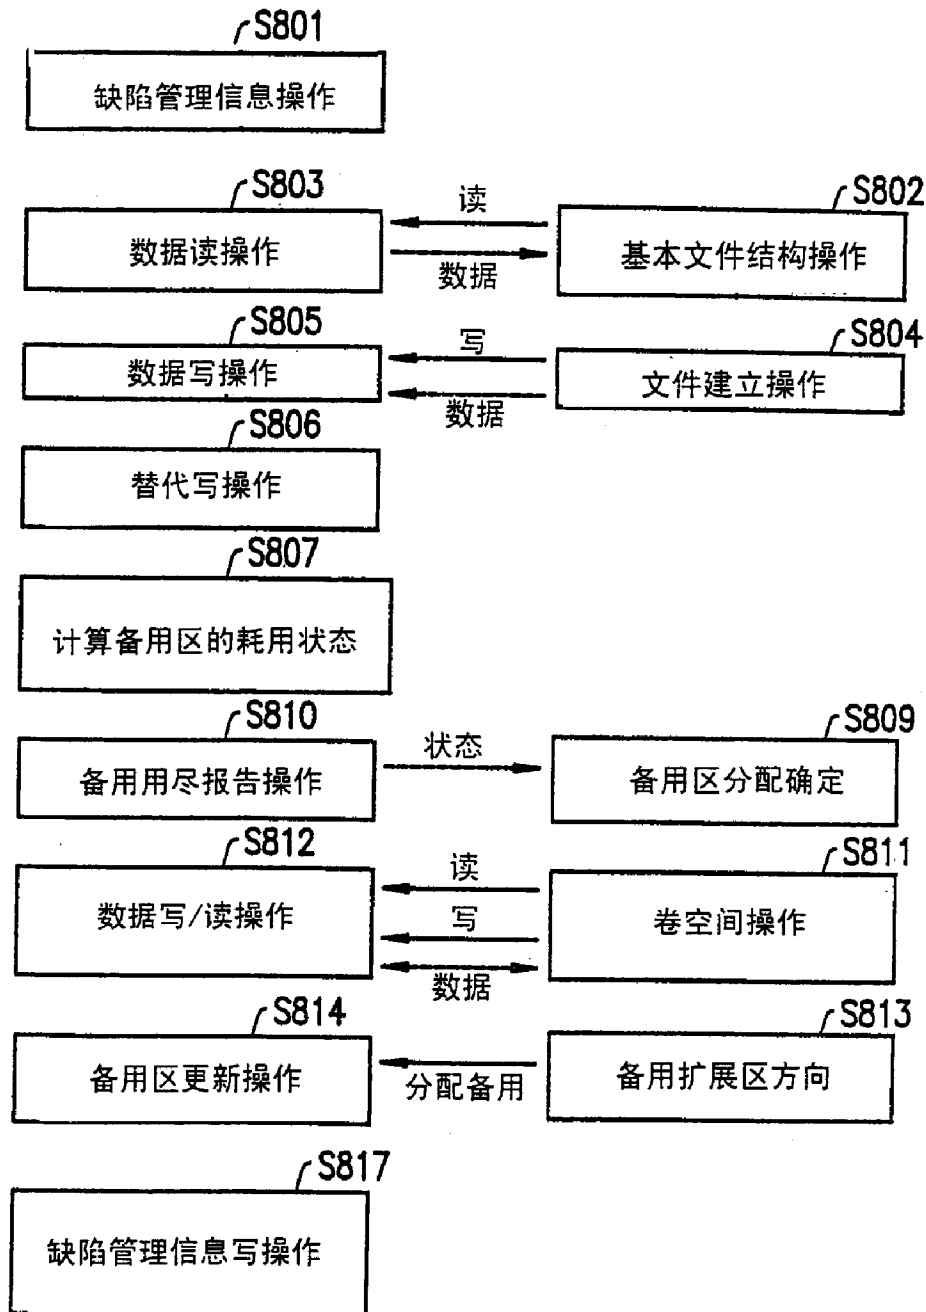 S801
缺陷管理信息操作
S803
读
S802
数据读操作
基本文件结构操作
数据
S805
写
S804
数据写操作
文件建立操作
数据
S806
替代写操作
S807
计算备用区的耗用状态
S810
状态
S809
备用用尽报告操作
备用区分配确定
S812
读
S811
数据写/读操作
写
卷空间操作
数据
S814
S813
备用区更新操作
分配备用
备用扩展区方向
S817
缺陷管理信息写操作